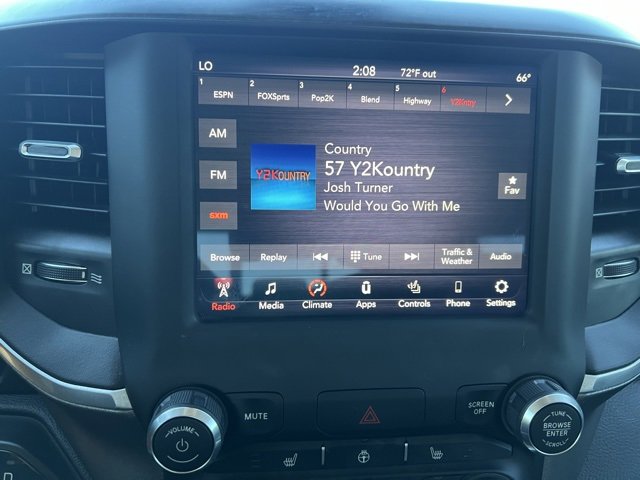 LO 2:08 72°F out 66°
1 ESPN 2 FOXSprts 3 Pop2K 4 Blend 5 Highway 6 Y2Kntry
AM
FM
sxm
Y2KOUNTRY
Country
57 Y2Kountry
Josh Turner
Would You Go With Me
Fav
Browse Replay Tune Traffic & Weather Audio
Radio Media Climate Apps Controls Phone Settings
VOLUME
MUTE
SCREEN OFF
TUNE
BROWSE
ENTER
SCROLL